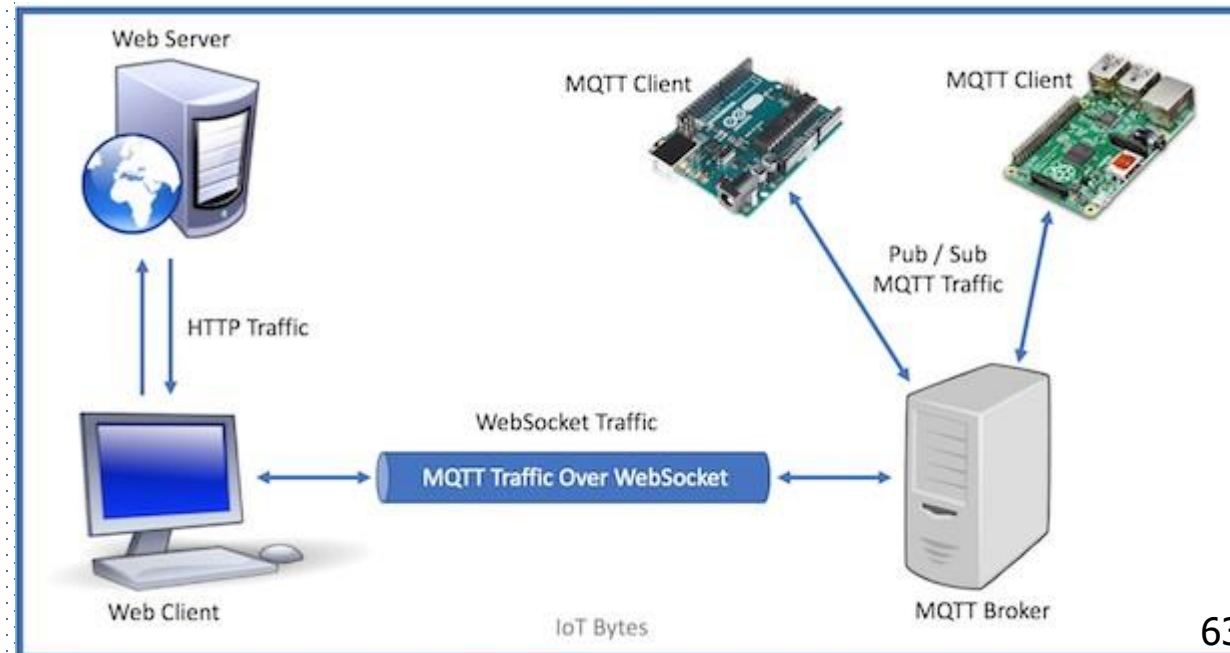 Web Server
MQTT Client
MQTT Client
Pub / Sub
MQTT Traffic
HTTP Traffic
WebSocket Traffic
MQTT Traffic Over WebSocket
Web Client
MQTT Broker
IoT Bytes
63